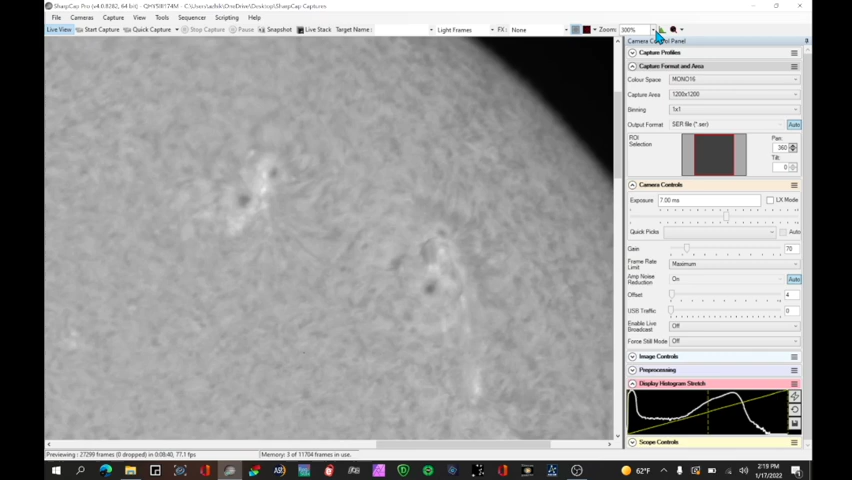 SharpCap Pro (v4.0.8282, 64 bit) - C:\Users\azhik\OneDrive\Desktop\SharpCap Captures
File Cameras Capture View Tools Sequencer Scripting Help
Live View Start Capture Quick Capture Stop Capture Pause Snapshot Live Stack Target Name: Light Frames FX: None Zoom: 300%
Camera Control Panel
Capture Profiles
Capture Format and Area
Colour Space MONO16
Capture Area 1200x1200
Binning 1x1
Output Format SER file (*.ser) Auto
ROI Selection Pan: 360
Tilt: 0
Camera Controls
Exposure 7.00 ms LX Mode
Quick Picks Auto
Gain 70
Frame Rate Limit Maximum
Amp Noise Reduction On Auto
Offset 4
USB Traffic 0
Enable Live Broadcast Off
Force Still Mode Off
Image Controls
Preprocessing
Display Histogram Stretch
Scope Controls
Previewing : 27299 frames (0 dropped) in 0:08:40, 77.1 fps Memory: 3 of 11704 frames in use.
62°F 2:19 PM
1/17/2022